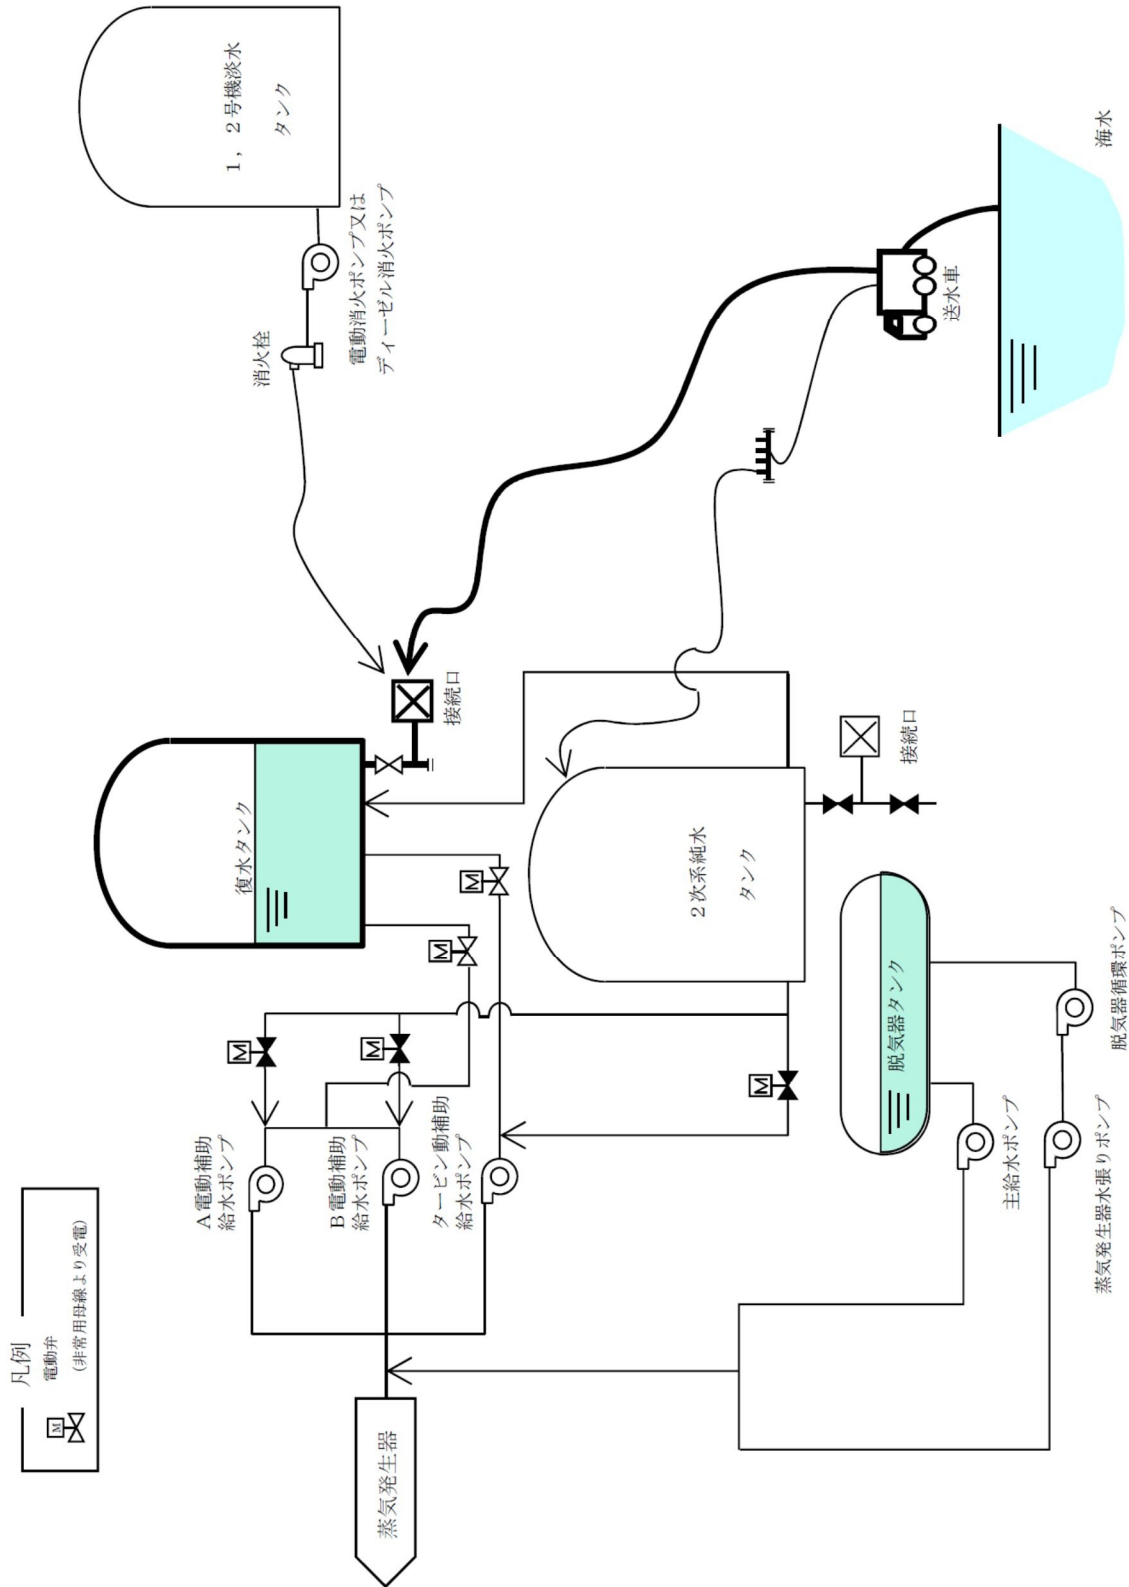 凡例
M
電動弁
(非常用母線より受電)
蒸気発生器
A電動補助
給水ポンプ
B電動補助
給水ポンプ
タービン動補助
給水ポンプ
M
M
M
M
M
復水タンク
接続口
消火栓
電動消火ポンプ又は
ディーゼル消火ポンプ
1,2号機淡水
タンク
2次系純水
タンク
接続口
脱気器タンク
主給水ポンプ
蒸気発生器水張りポンプ
脱気器循環ポンプ
送水車
海水